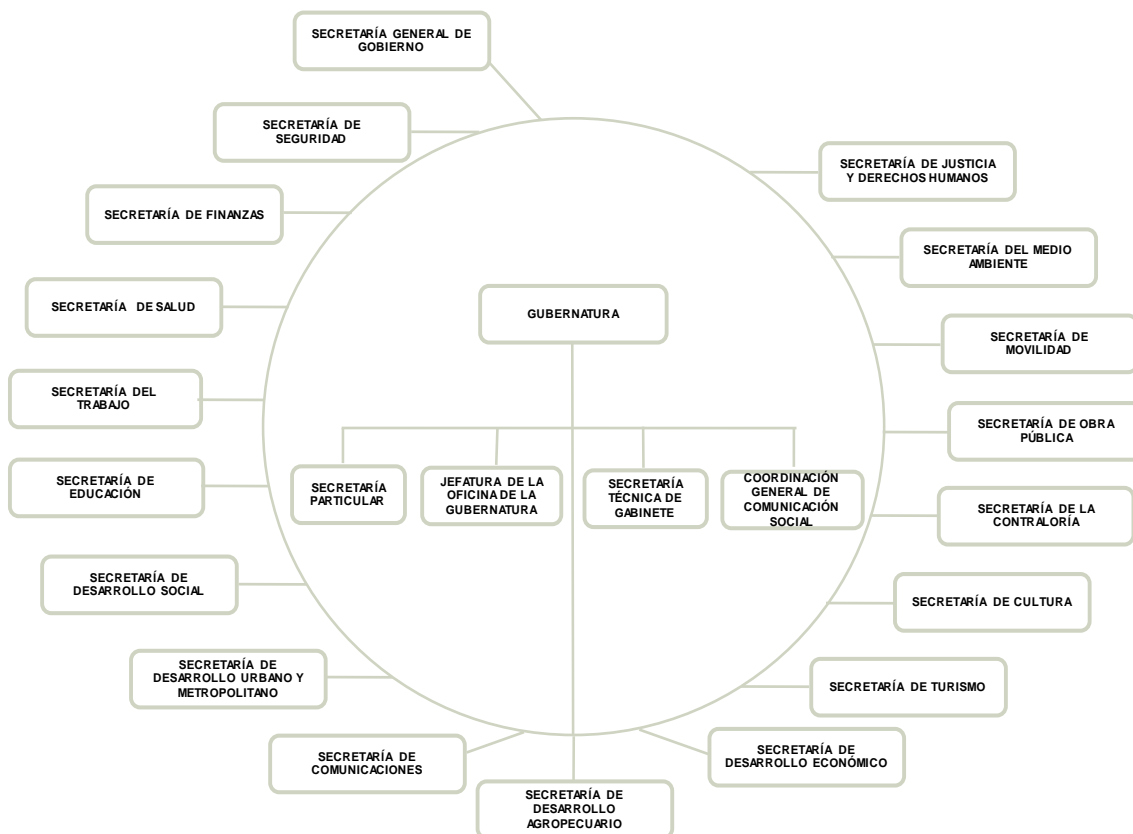 SECRETARÍA GENERAL DE
GOBIERNO
SECRETARÍA DE
SEGURIDAD
SECRETARÍA DE JUSTICIA
Y DERECHOS HUMANOS
SECRETARÍA DE FINANZAS
SECRETARÍA DEL MEDIO
AMBIENTE
SECRETARÍA DE SALUD
GUBERNATURA
SECRETARÍA DE
MOVILIDAD
SECRETARÍA DEL
TRABAJO
SECRETARÍA DE OBRA
PÚBLICA
SECRETARÍA DE
EDUCACIÓN
SECRETARÍA
PARTICULAR
JEFATURA DE LA
OFICINA DE LA
GUBERNATURA
SECRETARÍA
TÉCNICA DE
GABINETE
COORDINACIÓN
GENERAL DE
COMUNICACIÓN
SOCIAL
SECRETARÍA DE LA
CONTRALORÍA
SECRETARÍA DE
DESARROLLO SOCIAL
SECRETARÍA DE CULTURA
SECRETARÍA DE
DESARROLLO URBANO Y
METROPOLITANO
SECRETARÍA DE TURISMO
SECRETARÍA DE
COMUNICACIONES
SECRETARÍA DE
DESARROLLO ECONÓMICO
SECRETARÍA DE
DESARROLLO
AGROPECUARIO